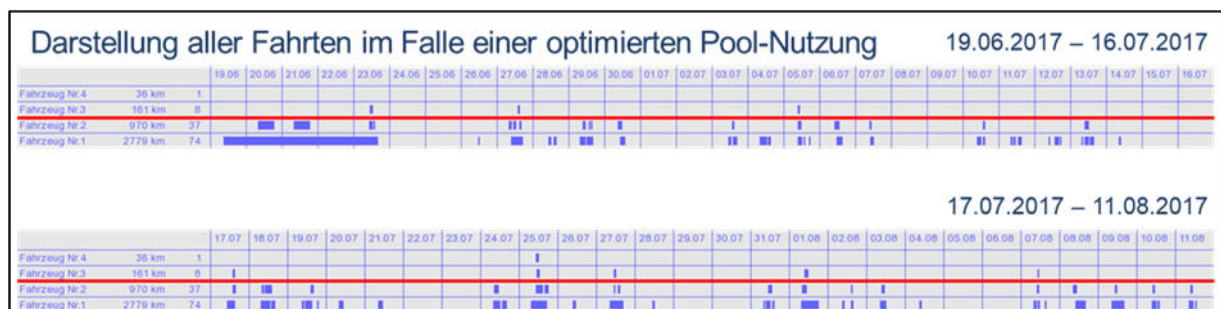 Darstellung aller Fahrten im Falle einer optimierten Pool-Nutzung 19.06.2017 – 16.07.2017
19.06 20.06 21.06 22.06 23.06 24.06 25.06 26.06 27.06 28.06 29.06 30.06 01.07 02.07 03.07 04.07 05.07 06.07 07.07 08.07 09.07 10.07 11.07 12.07 13.07 14.07 15.07 16.07
Fahrzeug Nr.4 36 km 1
Fahrzeug Nr.3 161 km 8
Fahrzeug Nr.2 970 km 37
Fahrzeug Nr.1 2779 km 74
17.07.2017 – 11.08.2017
17.07 18.07 19.07 20.07 21.07 22.07 23.07 24.07 25.07 26.07 27.07 28.07 29.07 30.07 31.07 01.08 02.08 03.08 04.08 05.08 06.08 07.08 08.08 09.08 10.08 11.08
Fahrzeug Nr.4 36 km 1
Fahrzeug Nr.3 161 km 8
Fahrzeug Nr.2 970 km 37
Fahrzeug Nr.1 2779 km 74